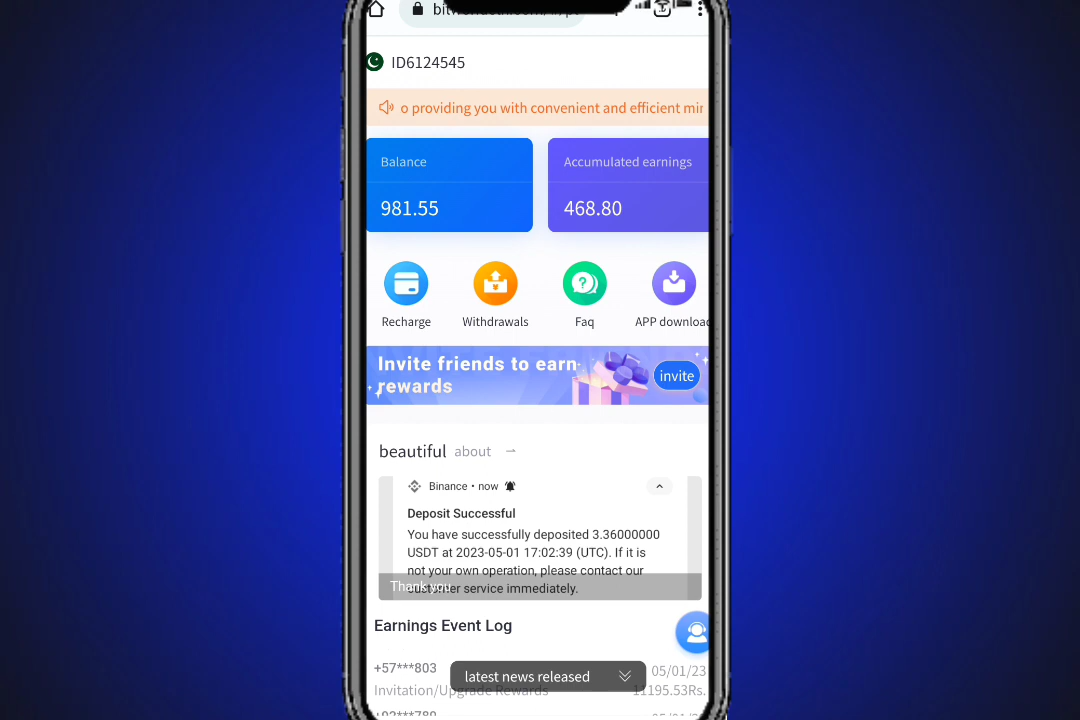 ID6124545
o providing you with convenient and efficient
Balance
Accumulated earnings
981.55
468.80
Recharge
Withdrawals
Faq
APP downloa
Invite friends to earn
rewards
invite
beautiful about →
Binance • now
Deposit Successful
You have successfully deposited 3.36000000
USDT at 2023-05-01 17:02:39 (UTC). If it is
not your own operation, please contact our
customer service immediately.
Thank you
Earnings Event Log
+57***803
05/01/23
latest news released
Invitation/Upgrade Rewards
11195.53Rs.